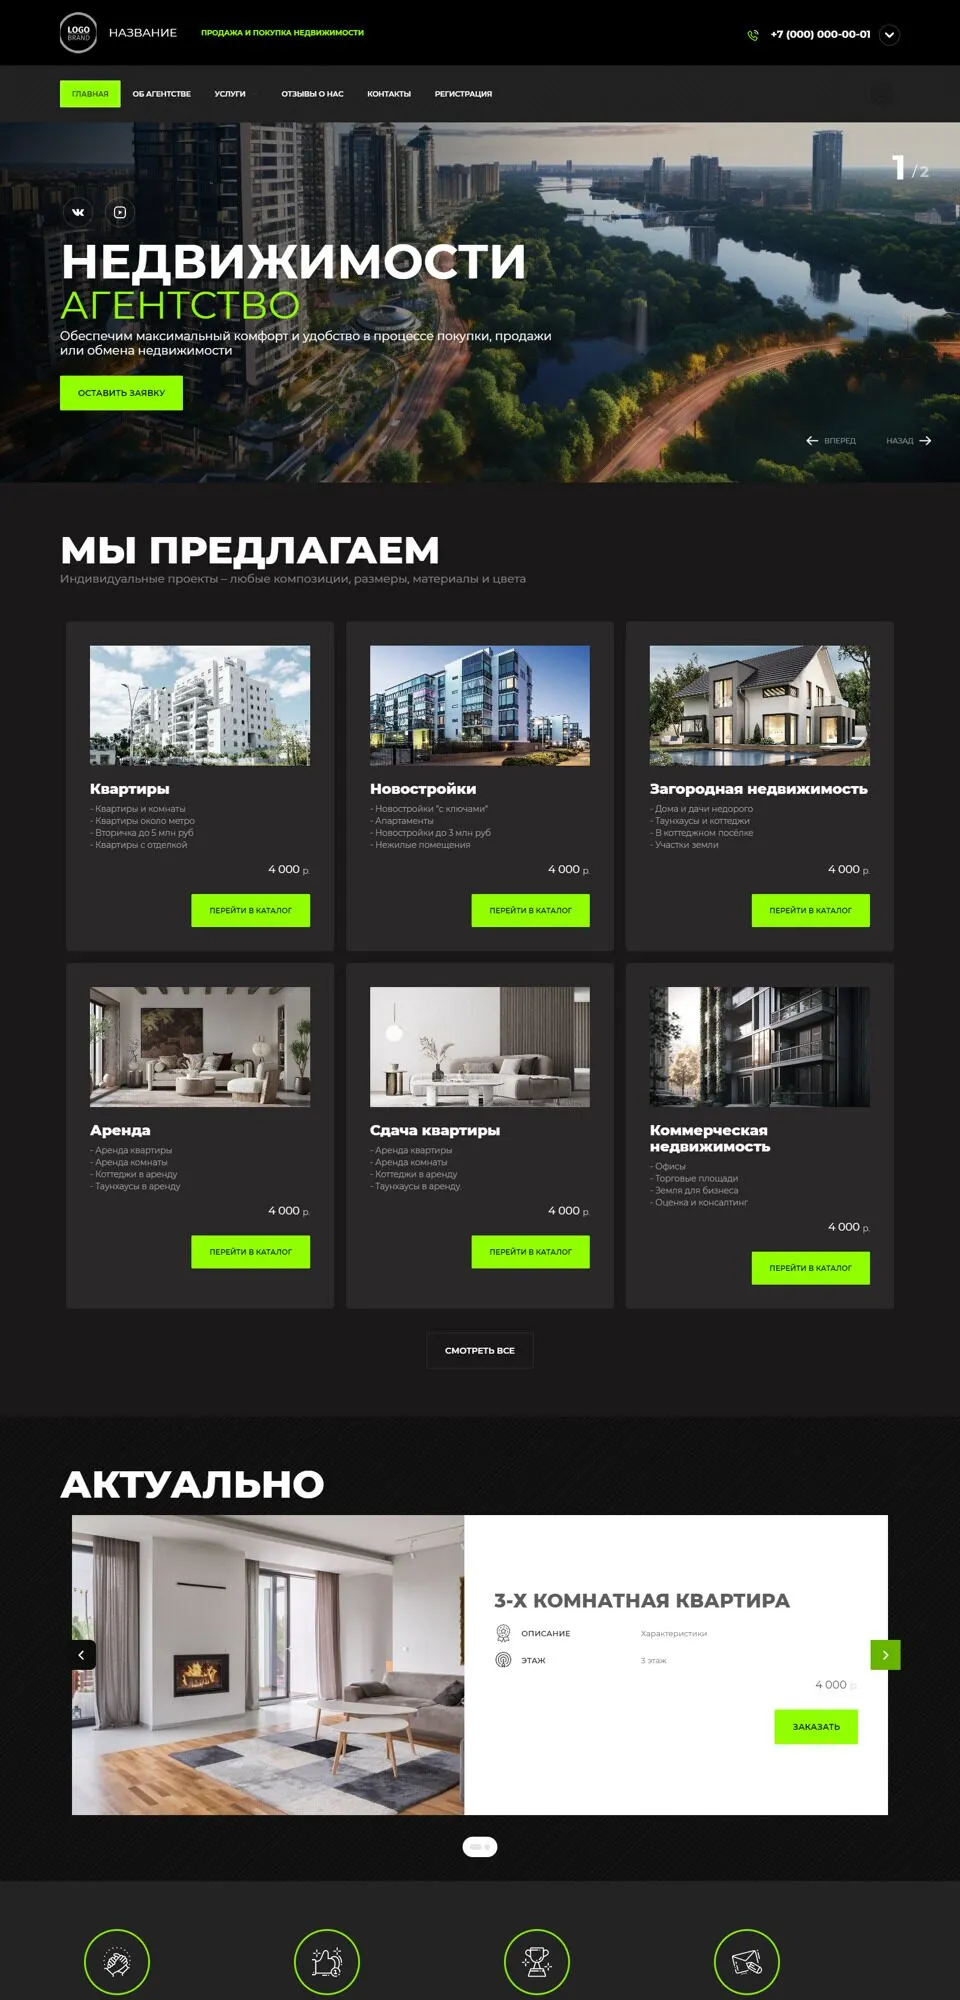 LOGO
BRAND
НАЗВАНИЕ
ПРОДАЖА И ПОКУПКА НЕДВИЖИМОСТИ
+7 (000) 000-00-01
ГЛАВНАЯ
ОБ АГЕНТСТВЕ
УСЛУГИ
ОТЗЫВЫ О НАС
КОНТАКТЫ
РЕГИСТРАЦИЯ
1 / 2
НЕДВИЖИМОСТИ
АГЕНТСТВО
Обеспечим максимальный комфорт и удобство в процессе покупки, продажи
или обмена недвижимости
ОСТАВИТЬ ЗАЯВКУ
ВПЕРЕД
НАЗАД
МЫ ПРЕДЛАГАЕМ
Индивидуальные проекты – любые композиции, размеры, материалы и цвета
Квартиры
- Квартиры и комнаты
- Квартиры около метро
- Вторичка до 5 млн руб
- Квартиры с отделкой
4 000 р.
ПЕРЕЙТИ В КАТАЛОГ
Новостройки
- Новостройки "с ключами"
- Апартаменты
- Новостройки до 3 млн руб
- Нежилые помещения
4 000 р.
ПЕРЕЙТИ В КАТАЛОГ
Загородная недвижимость
- Дома и дачи недорого
- Таунхаусы и коттеджи
- В коттеджном посёлке
- Участки земли
4 000 р.
ПЕРЕЙТИ В КАТАЛОГ
Аренда
- Аренда квартиры
- Аренда комнаты
- Коттеджи в аренду
- Таунхаусы в аренду
4 000 р.
ПЕРЕЙТИ В КАТАЛОГ
Сдача квартиры
- Аренда квартиры
- Аренда комнаты
- Коттеджи в аренду
- Таунхаусы в аренду
4 000 р.
ПЕРЕЙТИ В КАТАЛОГ
Коммерческая
недвижимость
- Офисы
- Торговые площади
- Земля для бизнеса
- Оценка и консалтинг
4 000 р.
ПЕРЕЙТИ В КАТАЛОГ
СМОТРЕТЬ ВСЕ
АКТУАЛЬНО
3-Х КОМНАТНАЯ КВАРТИРА
ОПИСАНИЕ
Характеристики
ЭТАЖ
3 этаж
4 000 р.
ЗАКАЗАТЬ